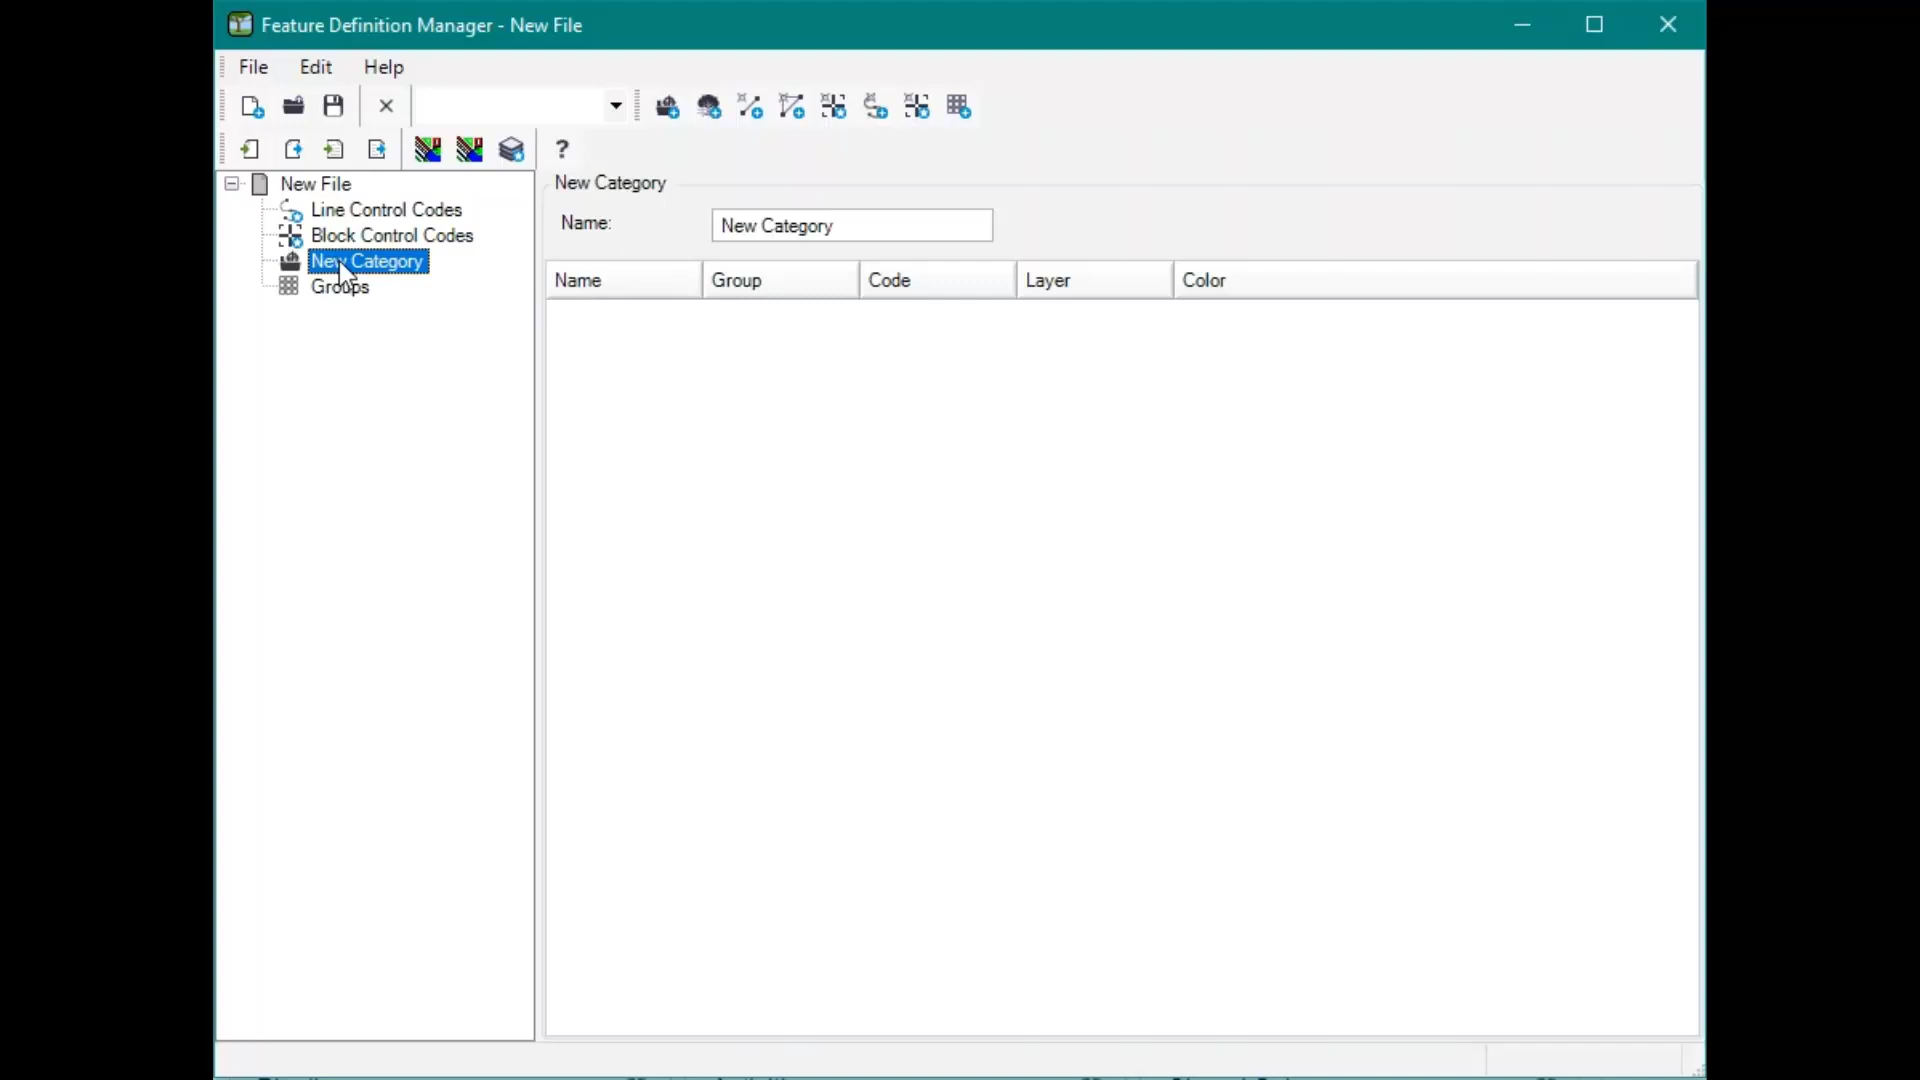 Feature Definition Manager - New File
File Edit Help
?
New File
Line Control Codes
Block Control Codes
New Category
Groups
New Category
Name: New Category
Name Group Code Layer Color